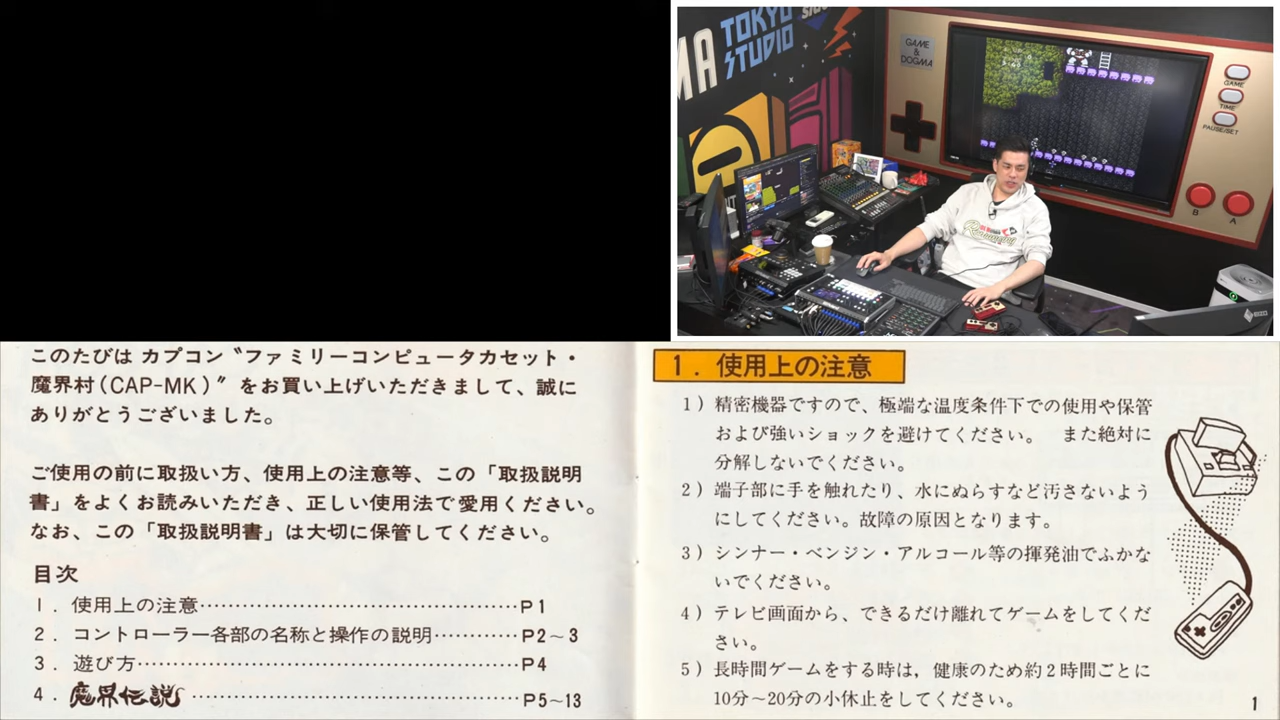 MA
TOKYO
STUDIO
GAME
&
DOGMA
GAME
TIME
PAUSE/SET
B
A
EIZO
このたびは カプコン〝ファミリーコンピュータカセット・
魔界村(CAP-MK)〟をお買い上げいただきまして、誠に
ありがとうございました。
ご使用の前に取扱い方、使用上の注意等、この「取扱説明
書」をよくお読みいただき、正しい使用法で愛用ください。
なお、この「取扱説明書」は大切に保管してください。
目次
1. 使用上の注意……………………………………P1
2. コントローラー各部の名称と操作の説明…………P2~3
3. 遊び方……………………………………………P4
4. 魔界伝説………………………………………P5~13
1. 使用上の注意
1) 精密機器ですので、極端な温度条件下での使用や保管
および強いショックを避けてください。 また絶対に
分解しないでください。
2) 端子部に手を触れたり、水にぬらすなど汚さないよう
にしてください。故障の原因となります。
3) シンナー・ベンジン・アルコール等の揮発油でふかな
いでください。
4) テレビ画面から、できるだけ離れてゲームをしてくだ
さい。
5) 長時間ゲームをする時は，健康のため約2時間ごとに
10分~20分の小休止をしてください。
1